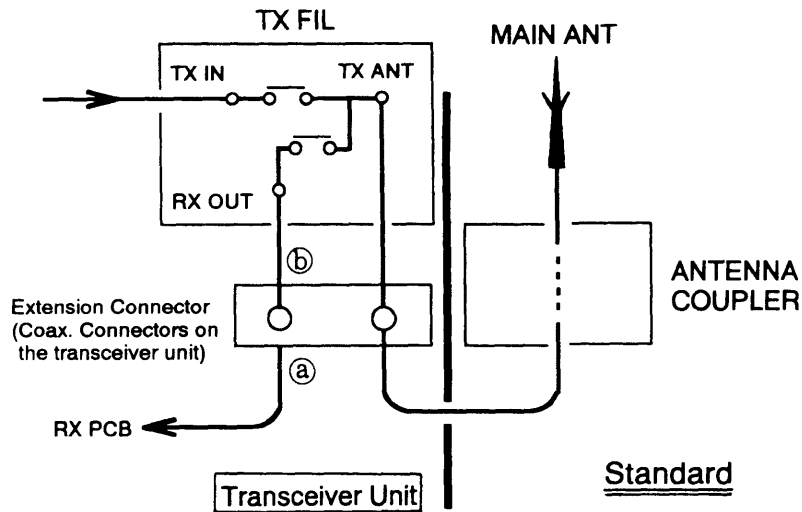 TX FIL
MAIN ANT
TX IN
TX ANT
RX OUT
ⓑ
ANTENNA
COUPLER
Extension Connector
(Coax. Connectors on
the transceiver unit)
ⓐ
RX PCB
Transceiver Unit
Standard